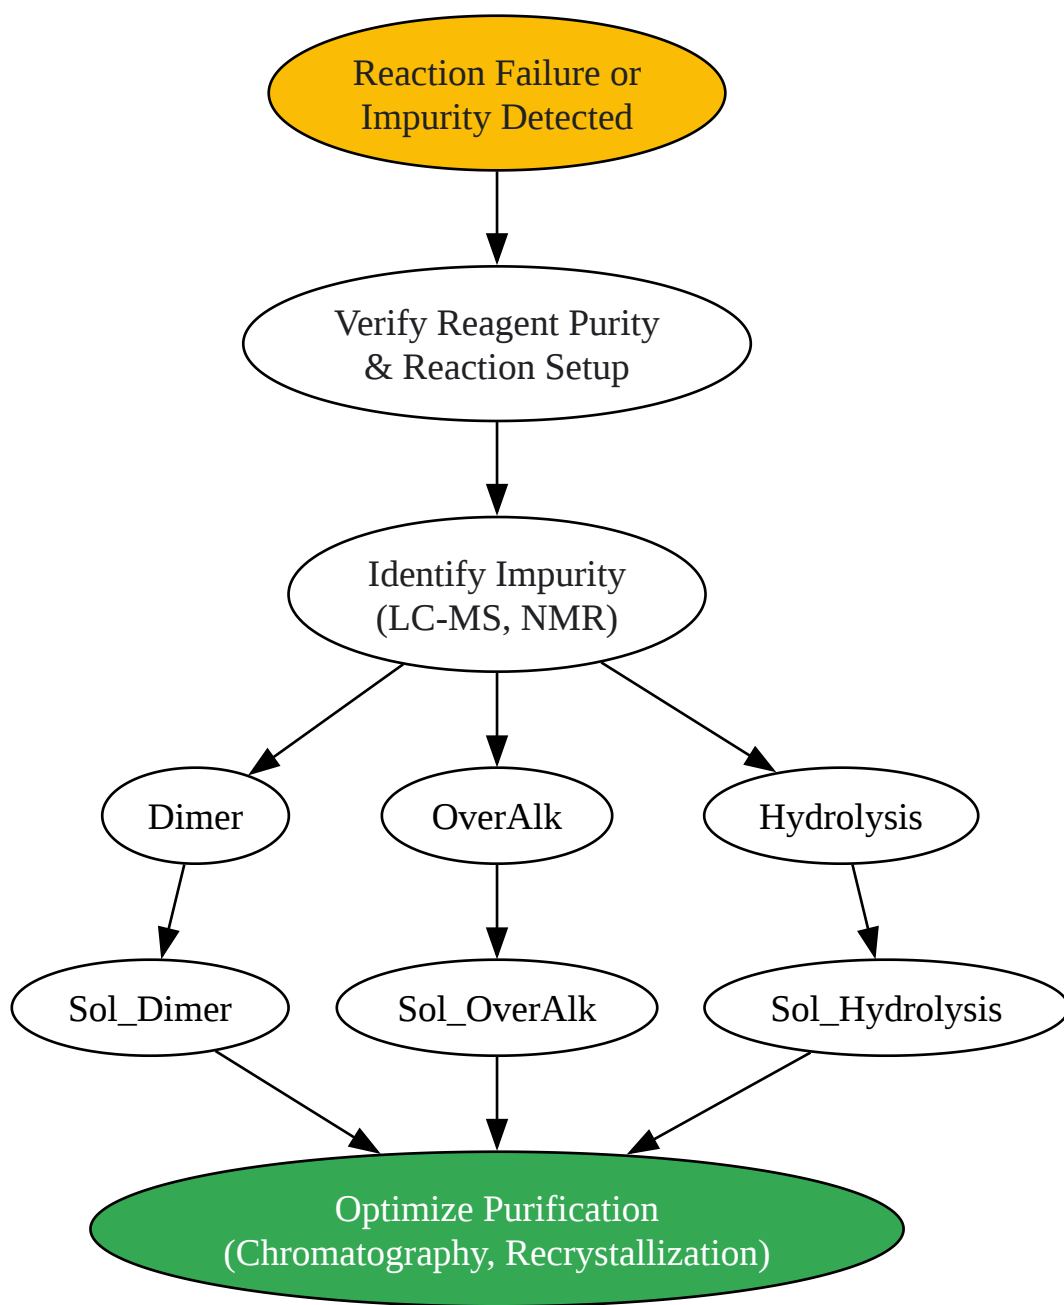 Reaction Failure or
Impurity Detected
Verify Reagent Purity
& Reaction Setup
Identify Impurity
(LC-MS, NMR)
Dimer
OverAlk
Hydrolysis
Sol_Dimer
Sol_OverAlk
Sol_Hydrolysis
Optimize Purification
(Chromatography, Recrystallization)